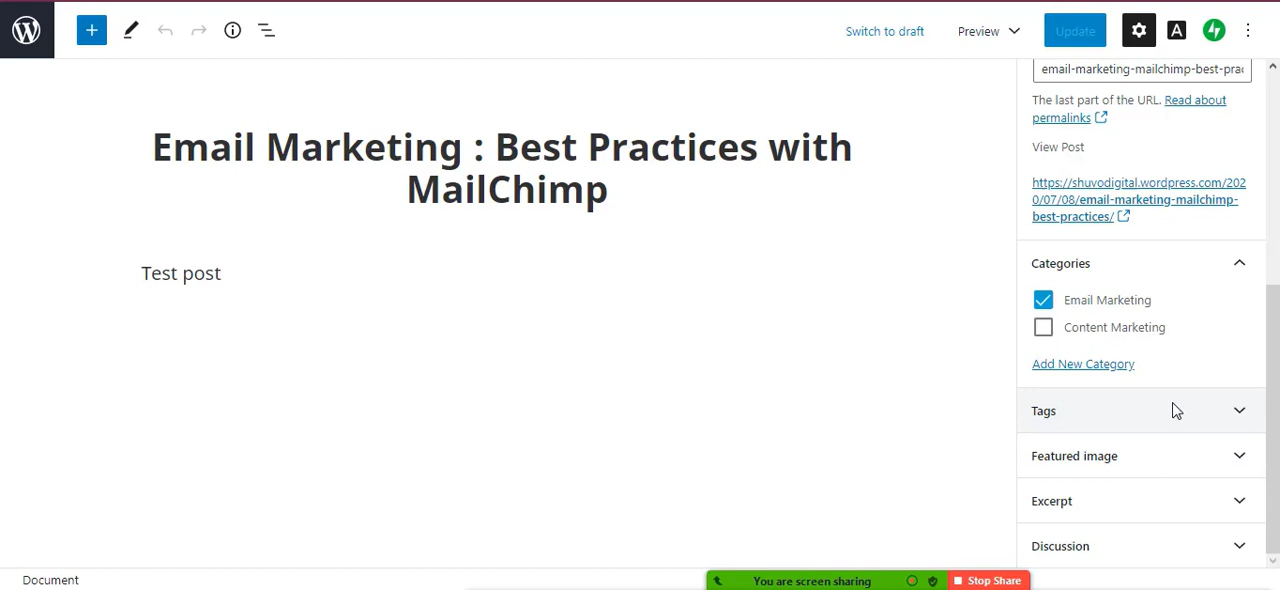 Switch to draft
Preview
Update
A
email-marketing-mailchimp-best-prac
The last part of the URL. Read about
permalinks
View Post
https://shuvodigital.wordpress.com/202
0/07/08/email-marketing-mailchimp-
best-practices/
Email Marketing : Best Practices with
MailChimp
Test post
Categories
Email Marketing
Content Marketing
Add New Category
Tags
Featured image
Excerpt
Discussion
Document
You are screen sharing
Stop Share